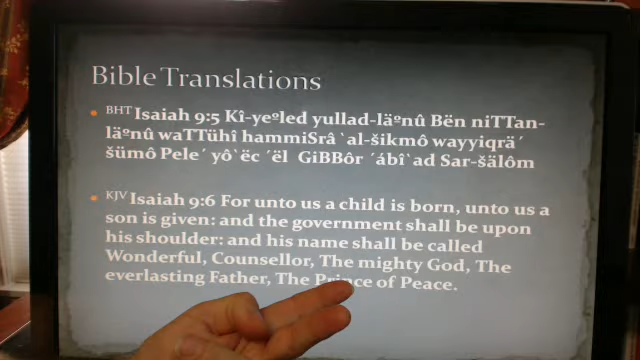 Bible Translations
• BHT Isaiah 9:5 Kî-yeºled yullad-läºnû Bën niTTan-
läºnû waTTühî hammiSrâ `al-šikmô wayyiqrä´
šümô Pele´ yô`ëc ´ël GiBBôr ´ábî`ad Sar-šälôm
• KJV Isaiah 9:6 For unto us a child is born, unto us a
son is given: and the government shall be upon
his shoulder: and his name shall be called
Wonderful, Counsellor, The mighty God, The
everlasting Father, The Prince of Peace.